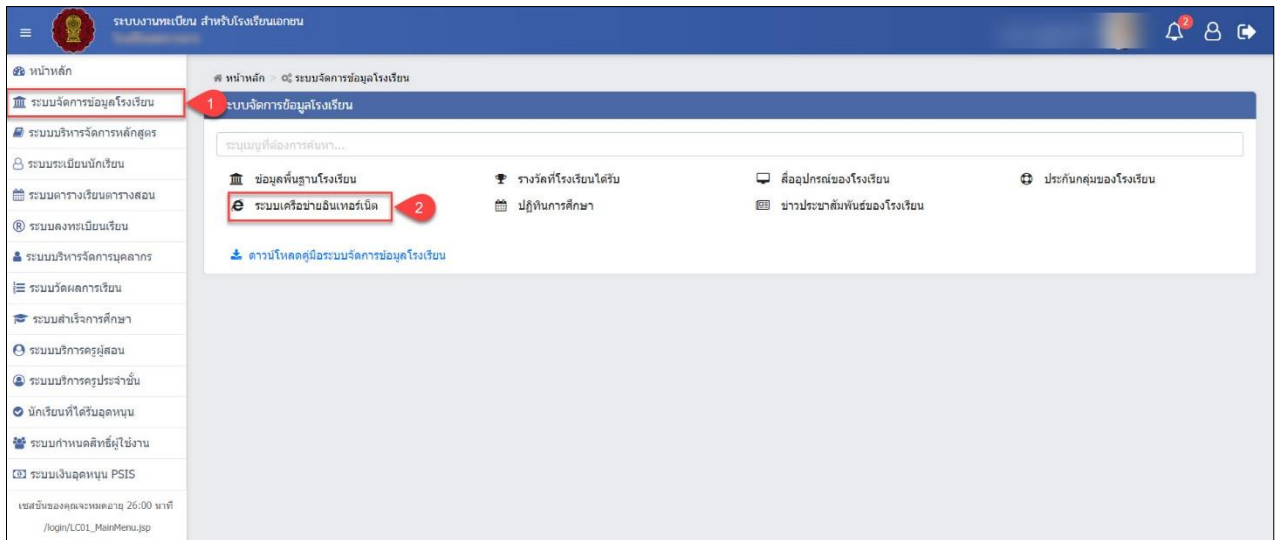 ระบบงานทะเบียน สำหรับโรงเรียนเอกชน
2
หน้าหลัก
ระบบจัดการข้อมูลโรงเรียน
1
ระบบบริหารจัดการหลักสูตร
ระบบระเบียนนักเรียน
ระบบตารางเรียนตารางสอน
ระบบลงทะเบียนเรียน
ระบบบริหารจัดการบุคลากร
ระบบวัดผลการเรียน
ระบบสำเร็จการศึกษา
ระบบบริการครูผู้สอน
ระบบบริการครูประจำชั้น
นักเรียนที่ได้รับอุดหนุน
ระบบกำหนดสิทธิ์ผู้ใช้งาน
ระบบเงินอุดหนุน PSIS
เซสชันของคุณจะหมดอายุ 26:00 นาที
/login/LC01_MainMenu.jsp
หน้าหลัก > ระบบจัดการข้อมูลโรงเรียน
ระบบจัดการข้อมูลโรงเรียน
ระบุเมนูที่ต้องการค้นหา...
ข้อมูลพื้นฐานโรงเรียน รางวัลที่โรงเรียนได้รับ สื่ออุปกรณ์ของโรงเรียน ประกันกลุ่มของโรงเรียน
ระบบเครือข่ายอินเทอร์เน็ต 2 ปฏิทินการศึกษา ข่าวประชาสัมพันธ์ของโรงเรียน
ดาวน์โหลดคู่มือระบบจัดการข้อมูลโรงเรียน